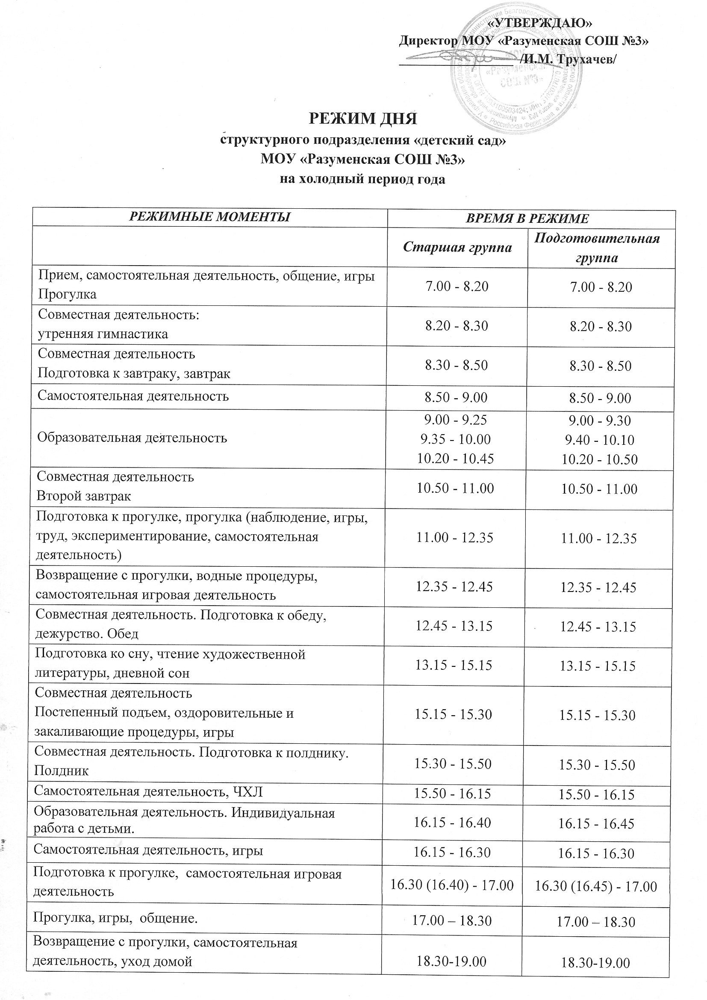 «УТВЕРЖДАЮ»
Директор МОУ «Разуменская СОШ №3»
/И.М. Трухачев/
МОУ
«Разуменская
СОШ №3»
РЕЖИМ ДНЯ
структурного подразделения «детский сад»
МОУ «Разуменская СОШ №3»
на холодный период года
РЕЖИМНЫЕ МОМЕНТЫ ВРЕМЯ В РЕЖИМЕ
Старшая группа
Подготовительная
группа
Прием, самостоятельная деятельность, общение, игры
Прогулка
7.00 - 8.20 7.00 - 8.20
Совместная деятельность:
утренняя гимнастика
8.20 - 8.30 8.20 - 8.30
Совместная деятельность
Подготовка к завтраку, завтрак
8.30 - 8.50 8.30 - 8.50
Самостоятельная деятельность 8.50 - 9.00 8.50 - 9.00
Образовательная деятельность
9.00 - 9.25 9.00 - 9.30
9.35 - 10.00 9.40 - 10.10
10.20 - 10.45 10.20 - 10.50
Совместная деятельность
Второй завтрак
10.50 - 11.00 10.50 - 11.00
Подготовка к прогулке, прогулка (наблюдение, игры,
труд, экспериментирование, самостоятельная
деятельность)
11.00 - 12.35 11.00 - 12.35
Возвращение с прогулки, водные процедуры,
самостоятельная игровая деятельность
12.35 - 12.45 12.35 - 12.45
Совместная деятельность. Подготовка к обеду,
дежурство. Обед
12.45 - 13.15 12.45 - 13.15
Подготовка ко сну, чтение художественной
литературы, дневной сон
13.15 - 15.15 13.15 - 15.15
Совместная деятельность
Постепенный подъем, оздоровительные и
закаливающие процедуры, игры
15.15 - 15.30 15.15 - 15.30
Совместная деятельность. Подготовка к полднику.
Полдник
15.30 - 15.50 15.30 - 15.50
Самостоятельная деятельность, ЧХЛ 15.50 - 16.15 15.50 - 16.15
Образовательная деятельность. Индивидуальная
работа с детьми.
16.15 - 16.40 16.15 - 16.45
Самостоятельная деятельность, игры 16.15 - 16.30 16.15 - 16.30
Подготовка к прогулке, самостоятельная игровая
деятельность
16.30 (16.40) - 17.00 16.30 (16.45) - 17.00
Прогулка, игры, общение. 17.00 – 18.30 17.00 – 18.30
Возвращение с прогулки, самостоятельная
деятельность, уход домой
18.30-19.00 18.30-19.00